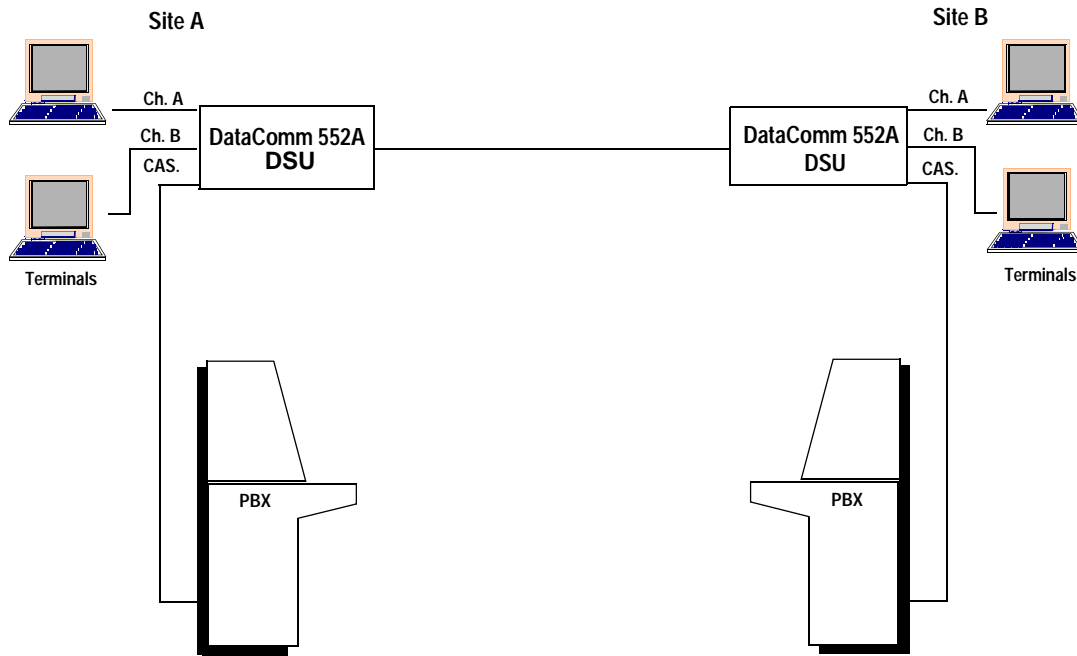 Site A
Site B
Ch. A
Ch. B
CAS.
DataComm 552A
DSU
DataComm 552A
DSU
Ch. A
Ch. B
CAS.
Terminals
Terminals
PBX
PBX